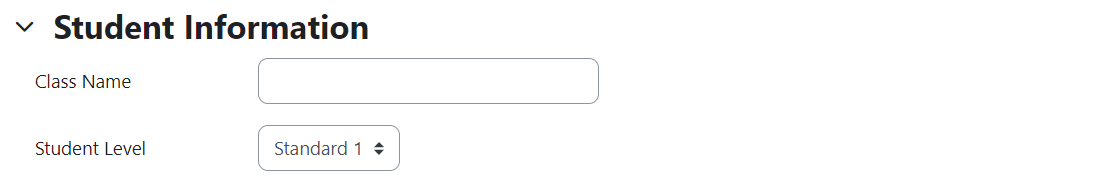 Student Information
Class Name
Student Level Standard 1